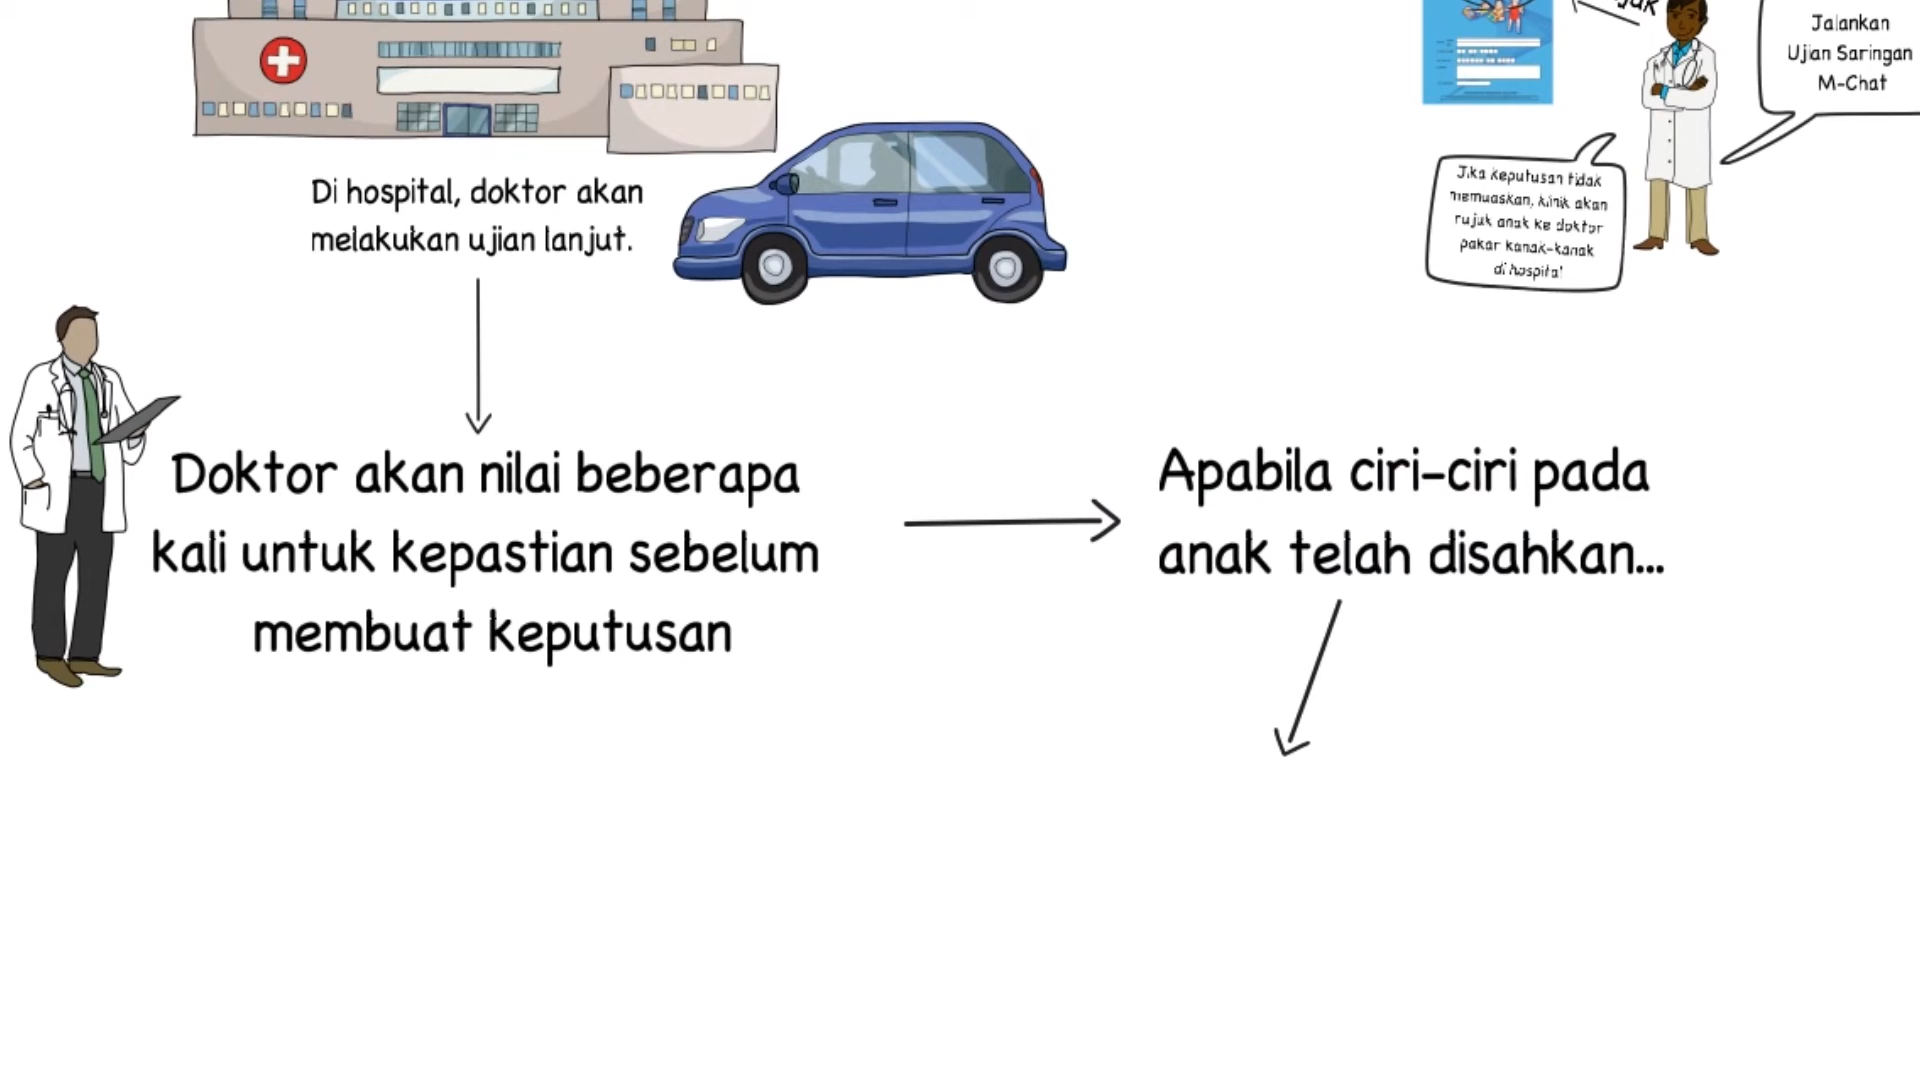 Jalankan
Ujian Saringan
M-Chat
Jika keputusan tidak
memuaskan, klinik akan
rujuk anak ke doktor
pakar kanak-kanak
di hospital
Di hospital, doktor akan
melakukan ujian lanjut.
Doktor akan nilai beberapa
kali untuk kepastian sebelum
membuat keputusan
Apabila ciri-ciri pada
anak telah disahkan...